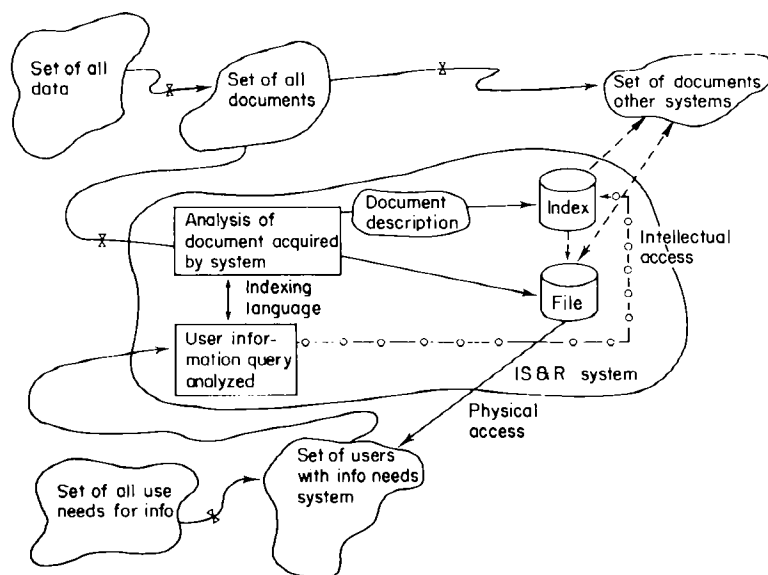 Set of all
data
Set of all
documents
Set of documents
other systems
Document
description
Index
Analysis of
document acquired
by system
Intellectual
access
Indexing
language
File
User infor-
mation query
analyzed
IS&R system
Physical
access
Set of users
with info needs
system
Set of all use
needs for info